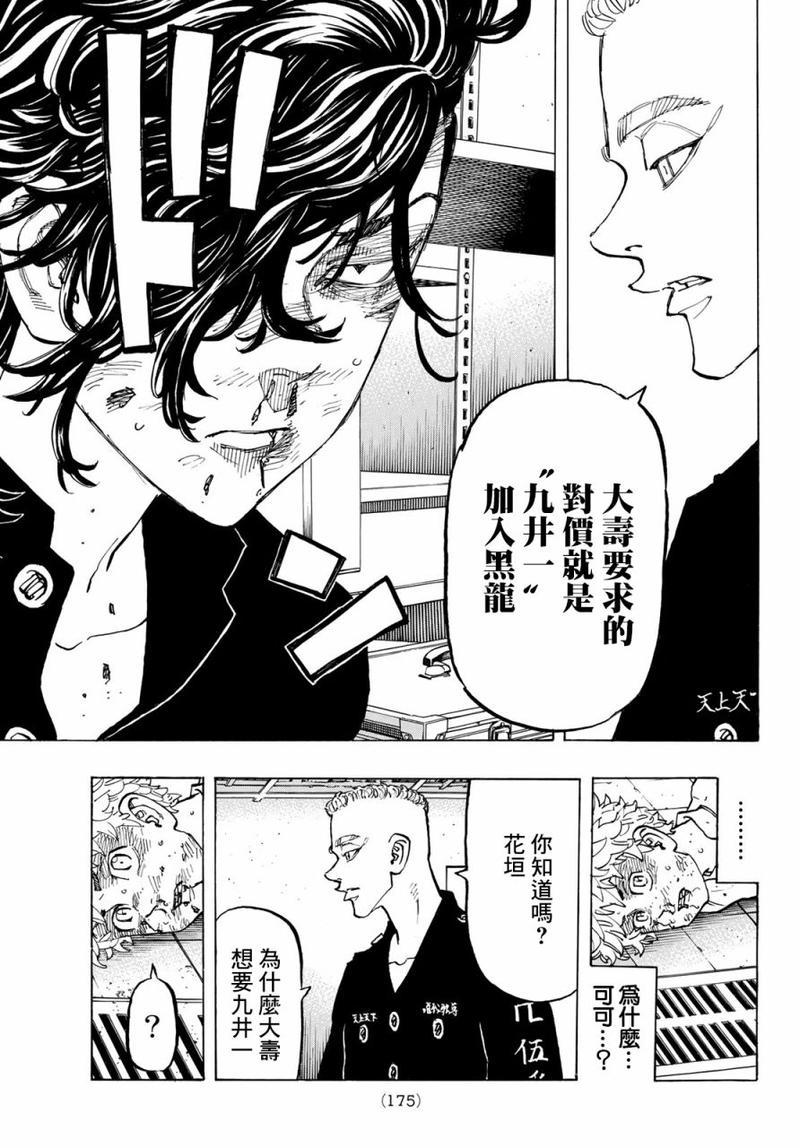 大壽要求的
對價就是
〝九井一〞
加入黑龍
天上天
ドドド
……
為什麼…
可可…？
你知道嗎？
花垣
為什麼大壽
想要九井一
天上天下
伍
？
（175）